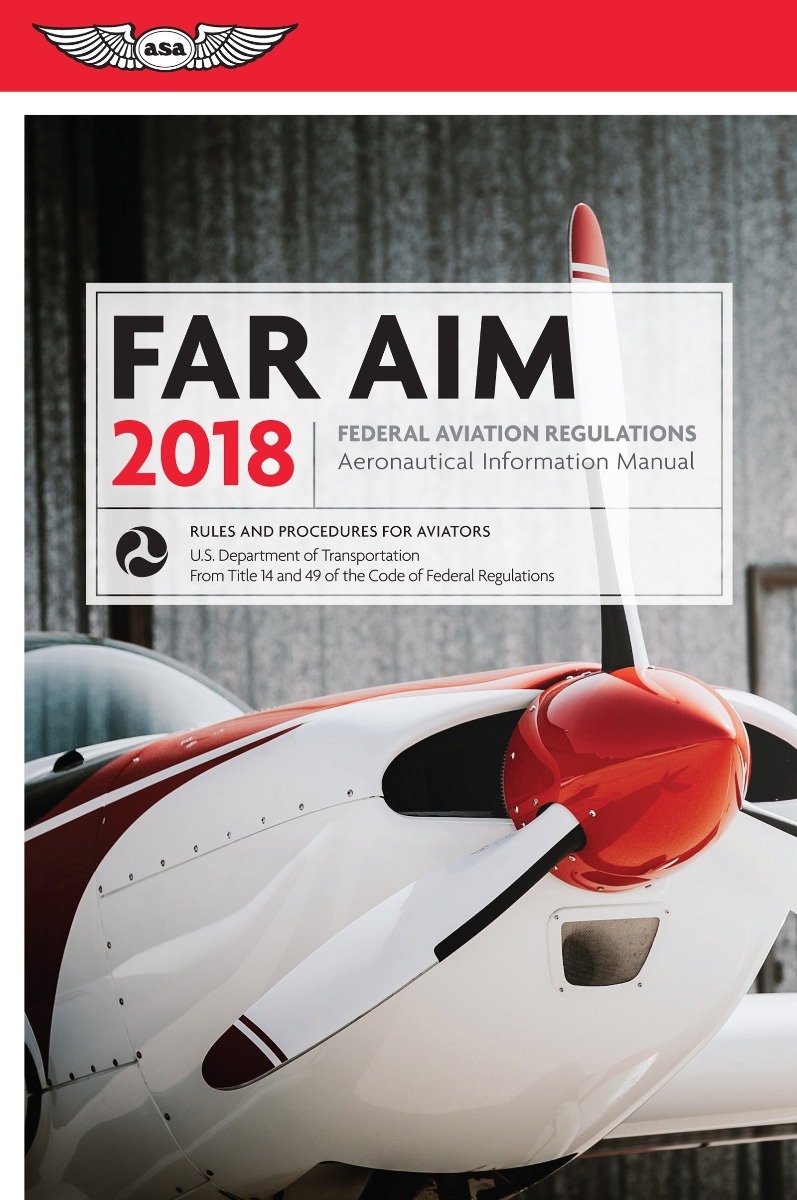 asa
FAR AIM
2018
FEDERAL AVIATION REGULATIONS
Aeronautical Information Manual
RULES AND PROCEDURES FOR AVIATORS
U.S. Department of Transportation
From Title 14 and 49 of the Code of Federal Regulations